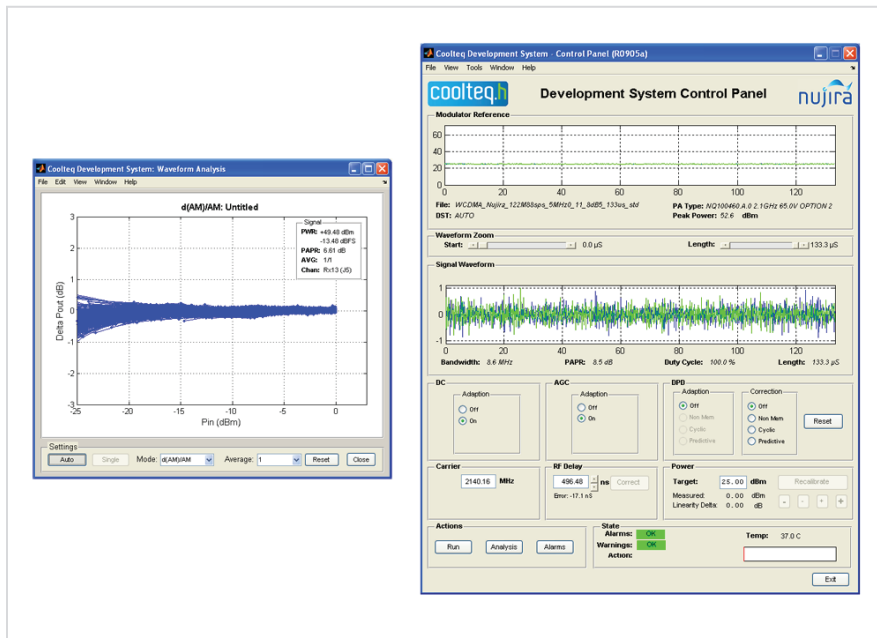 Coolteq Development System: Waveform Analysis
File Edit View Window Help
d(AM)/AM: Untitled
Signal
PWR: +49.48 dBm
-13.48 dBFS
PAPR: 6.61 dB
AVG: 1/1
Chan: Rx13 (J5)
3
2
1
0
-1
-2
-3
Delta Pout (dB)
-25 -20 -15 -10 -5 0
Pin (dBm)
Settings
Auto Single Mode: d(AM)/AM Average: 1 Reset Close
Coolteq Development System - Control Panel (R0905a)
File View Tools Window Help
coolteq.h Development System Control Panel nujira
Modulator Reference
60
40
20
0
0 20 40 60 80 100 120
File: WCDMA_Nujira_122M88sps_5MHz0_11_8dB5_133us_std PA Type: NQ100460.A.0 2.1GHz 65.0V OPTION 2
DST: AUTO Peak Power: 52.6 dBm
Waveform Zoom
Start: - + 0.0 µS Length: - + 133.3 µS
Signal Waveform
1
0
-1
0 20 40 60 80 100 120
Bandwidth: 8.6 MHz PAPR: 8.5 dB Duty Cycle: 100.0 % Length: 133.3 µS
DC AGC DPD
Adaption Adaption Adaption Correction
Off Off Off Off
On On Non Mem Non Mem
Cyclic Cyclic
Predistive Predistive
Reset
Carrier RF Delay Power
2140.16 MHz 496.48 ns Correct Target: 25.00 dBm Recalibrate
Error: -17.1 nS Measured: 0.00 dBm
Linearity Delta: 0.00 dB - - + +
Actions State
Run Analysis Alarms
Alarms: OK Temp: 37.0 C
Warnings: OK
Action:
Exit